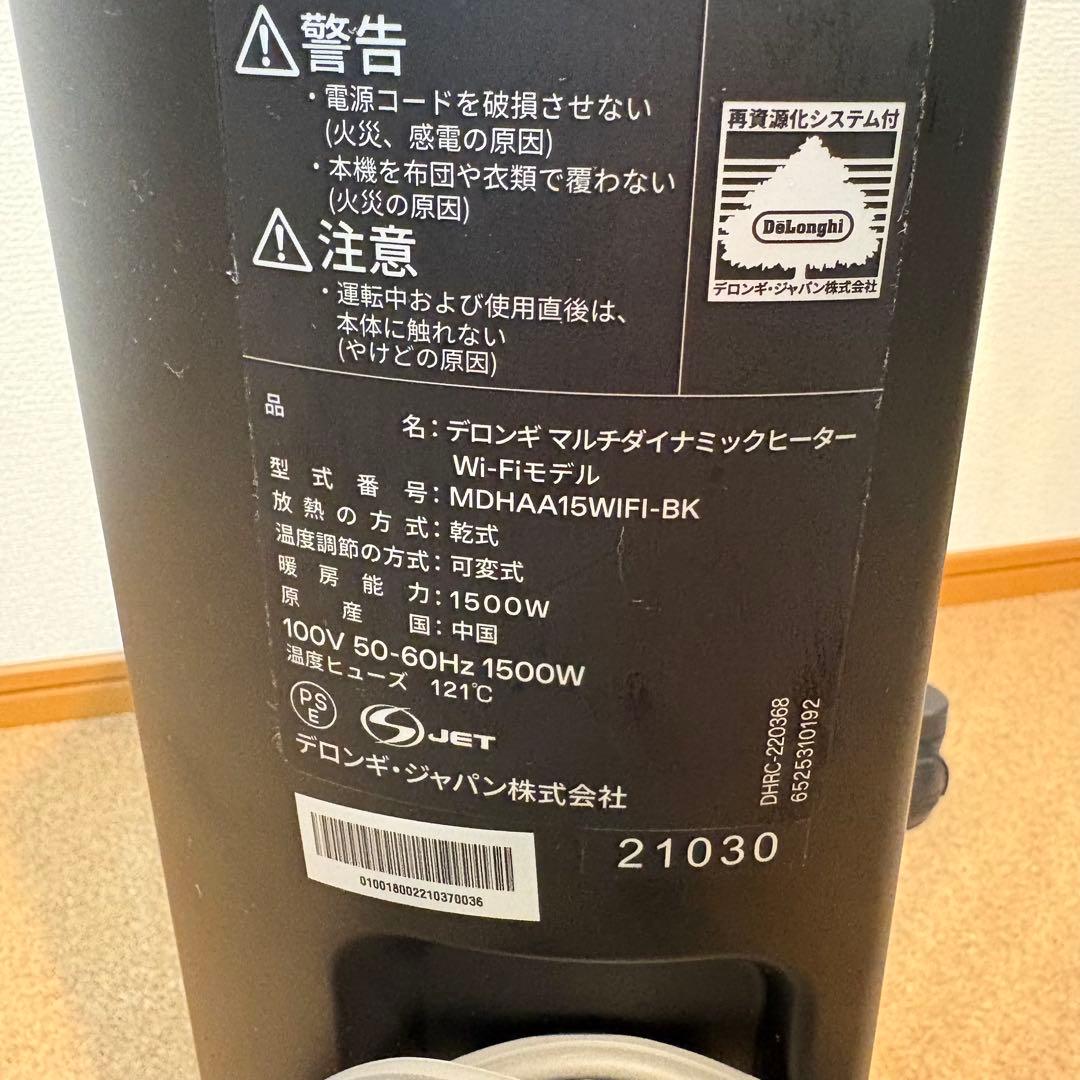 警告
・電源コードを破損させない
(火災、感電の原因)
・本機を布団や衣類で覆わない
(火災の原因)
注意
・運転中および使用直後は、
本体に触れない
(やけどの原因)
再資源化システム付
DēLonghi
デロンギ・ジャパン株式会社
品名：デロンギ マルチダイナミックヒーター
Wi-Fiモデル
型式番号：MDHAA15WIFI-BK
放熱の方式：乾式
温度調節の方式：可変式
暖房能力：1500W
原産国：中国
100V 50-60Hz 1500W
温度ヒューズ 121℃
PSE
S JET
デロンギ・ジャパン株式会社
DHRC-220368
6525310192
21030
010018002210370036